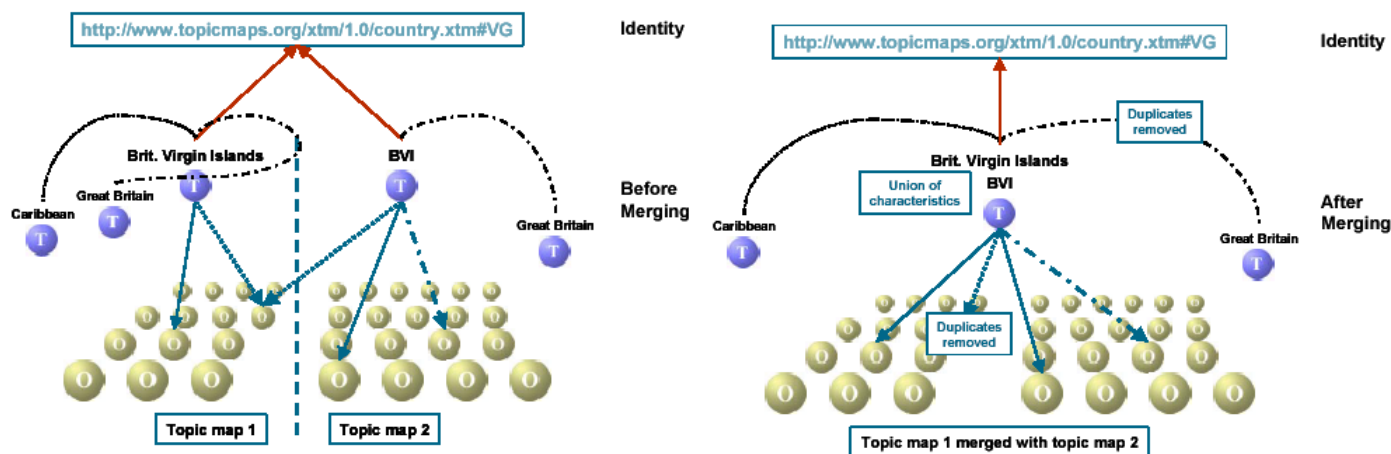 http://www.topicmaps.org/xtm/1.0/country.xtm#VG
Identity
Brit. Virgin Islands
BVI
T
T
Great Britain
T
Caribbean
T
Great Britain
T
Before
Merging
O O O O O O O O
O O O O O O O
O O O O O O O
O O O O O O O
Topic map 1
Topic map 2
http://www.topicmaps.org/xtm/1.0/country.xtm#VG
Identity
Duplicates
removed
Brit. Virgin Islands
BVI
Union of
characteristics
T
Caribbean
T
Great Britain
T
After
Merging
Duplicates
removed
O O O O O O O
Topic map 1 merged with topic map 2